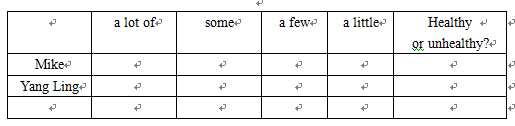 a lot of some a few a little Healthy
or unhealthy?
Mike
Yang Ling